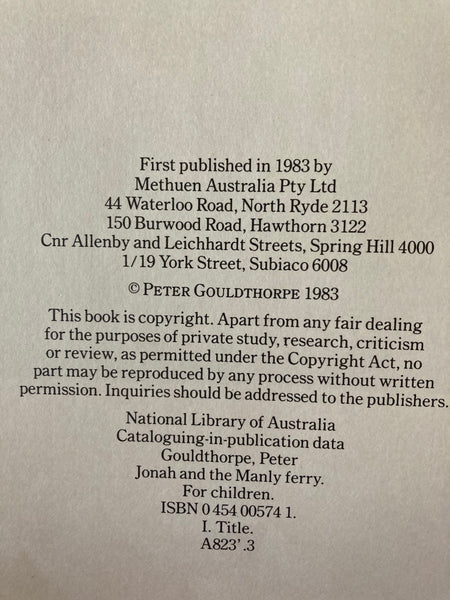 First published in 1983 by
Methuen Australia Pty Ltd
44 Waterloo Road, North Ryde 2113
150 Burwood Road, Hawthorn 3122
Cnr Allenby and Leichhardt Streets, Spring Hill 4000
1/19 York Street, Subiaco 6008
© PETER GOULDTHORPE 1983
This book is copyright. Apart from any fair dealing
for the purposes of private study, research, criticism
or review, as permitted under the Copyright Act, no
part may be reproduced by any process without written
permission. Inquiries should be addressed to the publishers.
National Library of Australia
Cataloguing-in-publication data
Gouldthorpe, Peter
Jonah and the Manly ferry.
For children.
ISBN 0 454 00574 1.
I. Title.
A823'.3